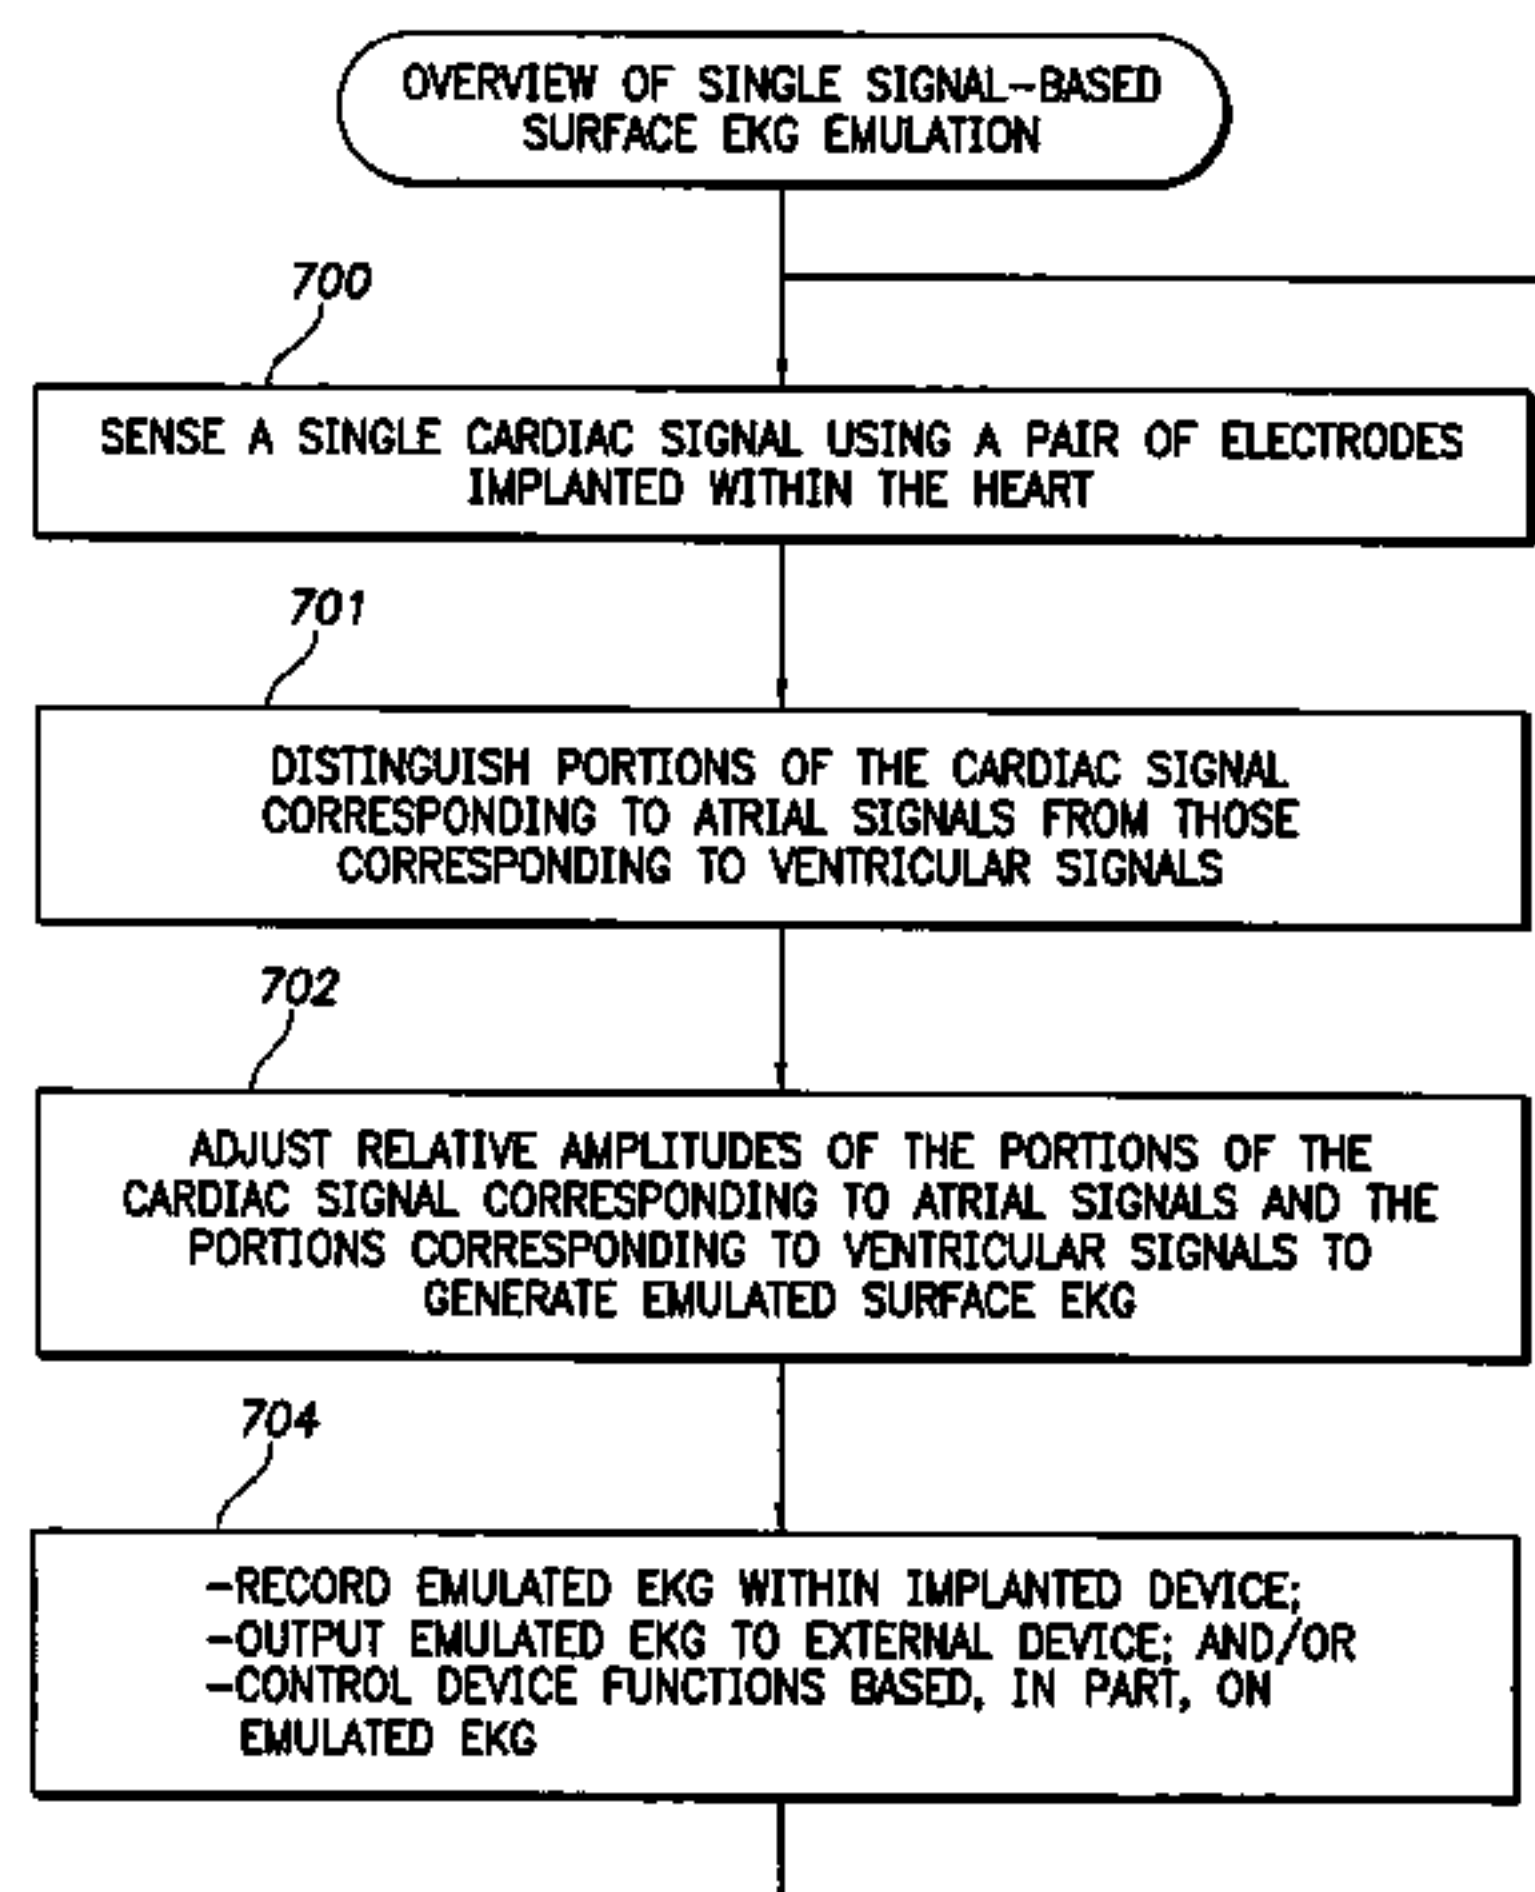 OVERVIEW OF SINGLE SIGNAL-BASED
SURFACE EKG EMULATION
700
SENSE A SINGLE CARDIAC SIGNAL USING A PAIR OF ELECTRODES
IMPLANTED WITHIN THE HEART
701
DISTINGUISH PORTIONS OF THE CARDIAC SIGNAL
CORRESPONDING TO ATRIAL SIGNALS FROM THOSE
CORRESPONDING TO VENTRICULAR SIGNALS
702
ADJUST RELATIVE AMPLITUDES OF THE PORTIONS OF THE
CARDIAC SIGNAL CORRESPONDING TO ATRIAL SIGNALS AND THE
PORTIONS CORRESPONDING TO VENTRICULAR SIGNALS TO
GENERATE EMULATED SURFACE EKG
704
-RECORD EMULATED EKG WITHIN IMPLANTED DEVICE;
-OUTPUT EMULATED EKG TO EXTERNAL DEVICE; AND/OR
-CONTROL DEVICE FUNCTIONS BASED, IN PART, ON
EMULATED EKG